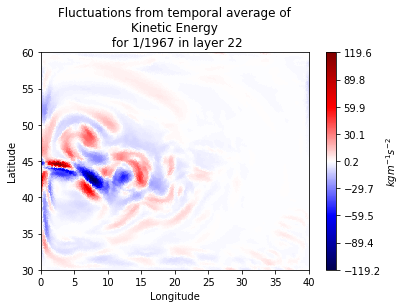 Fluctuations from temporal average of
Kinetic Energy
for 1/1967 in layer 22
60
55
50
45
40
35
30
Latitude
0 5 10 15 20 25 30 35 40
Longitude
119.6
89.8
59.9
30.1
0.2
−29.7
−59.5
−89.4
−119.2
kgm⁻¹s⁻²